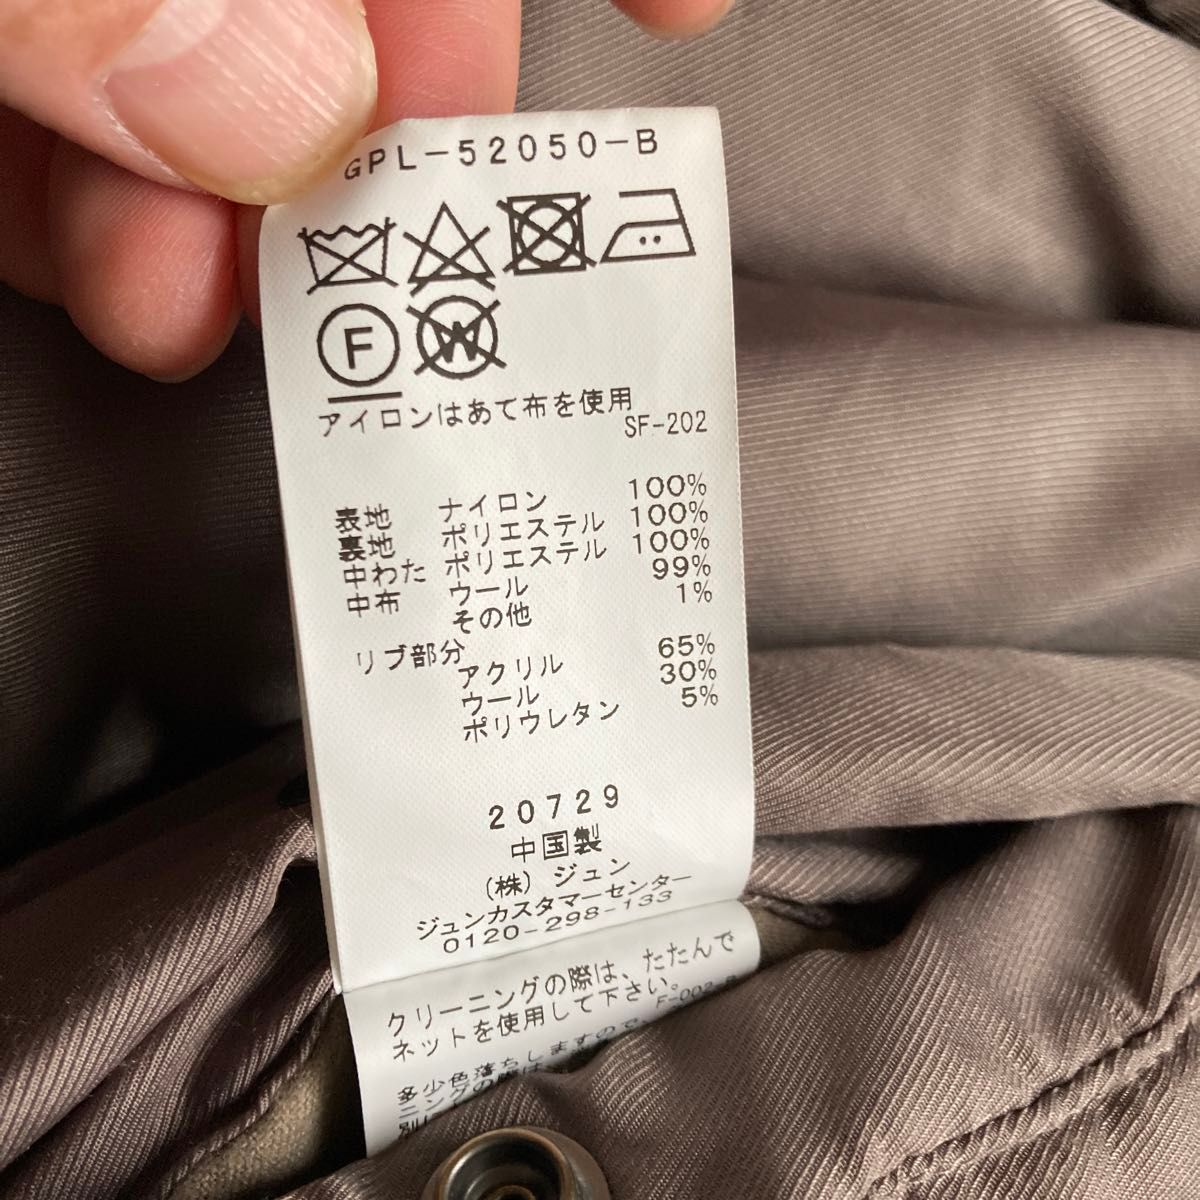 GPL-52050-B
F
W
アイロンはあて布を使用
SF-202
表地 ナイロン 100%
裏地 ポリエステル 100%
中わた ポリエステル 100%
中布 ウール 99%
その他 1%
リブ部分
アクリル 65%
ウール 30%
ポリウレタン 5%
20729
中国製
(株) ジュン
ジュンカスタマーセンター
0120-298-133
クリーニングの際は、たたんで
ネットを使用して下さい。
F-002-B
多少色落ちしますので、